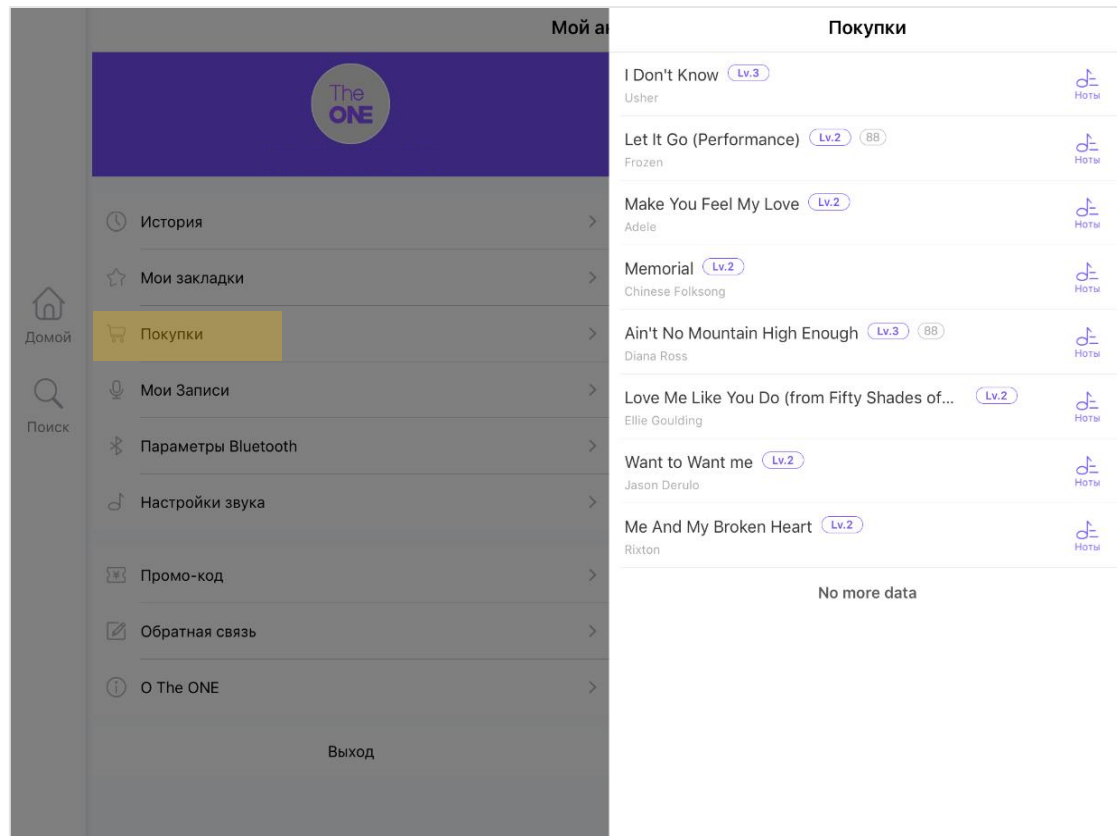 Домой
Поиск
Мой ак
The
ONE
История
Мои закладки
Покупки
Мои Записи
Параметры Bluetooth
Настройки звука
Промо-код
Обратная связь
О The ONE
Выход
Покупки
I Don't Know Lv.3
Usher
Ноты
Let It Go (Performance) Lv.2 88
Frozen
Ноты
Make You Feel My Love Lv.2
Adele
Ноты
Memorial Lv.2
Chinese Folksong
Ноты
Ain't No Mountain High Enough Lv.3 88
Diana Ross
Ноты
Love Me Like You Do (from Fifty Shades of... Lv.2
Ellie Goulding
Ноты
Want to Want me Lv.2
Jason Derulo
Ноты
Me And My Broken Heart Lv.2
Rixton
Ноты
No more data